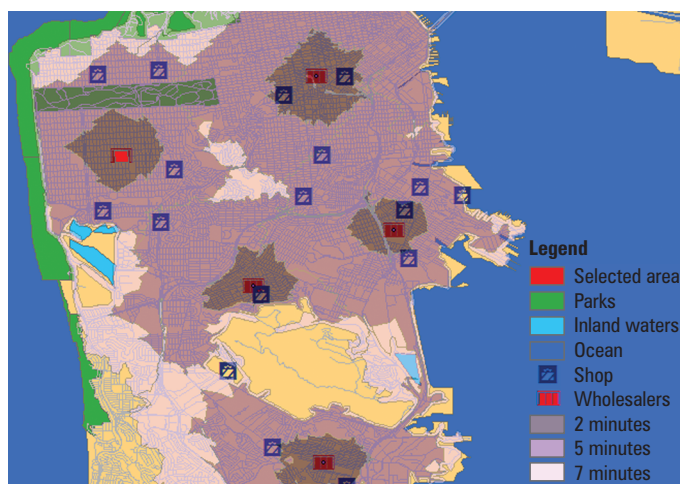 Legend
Selected area
Parks
Inland waters
Ocean
Shop
Wholesalers
2 minutes
5 minutes
7 minutes